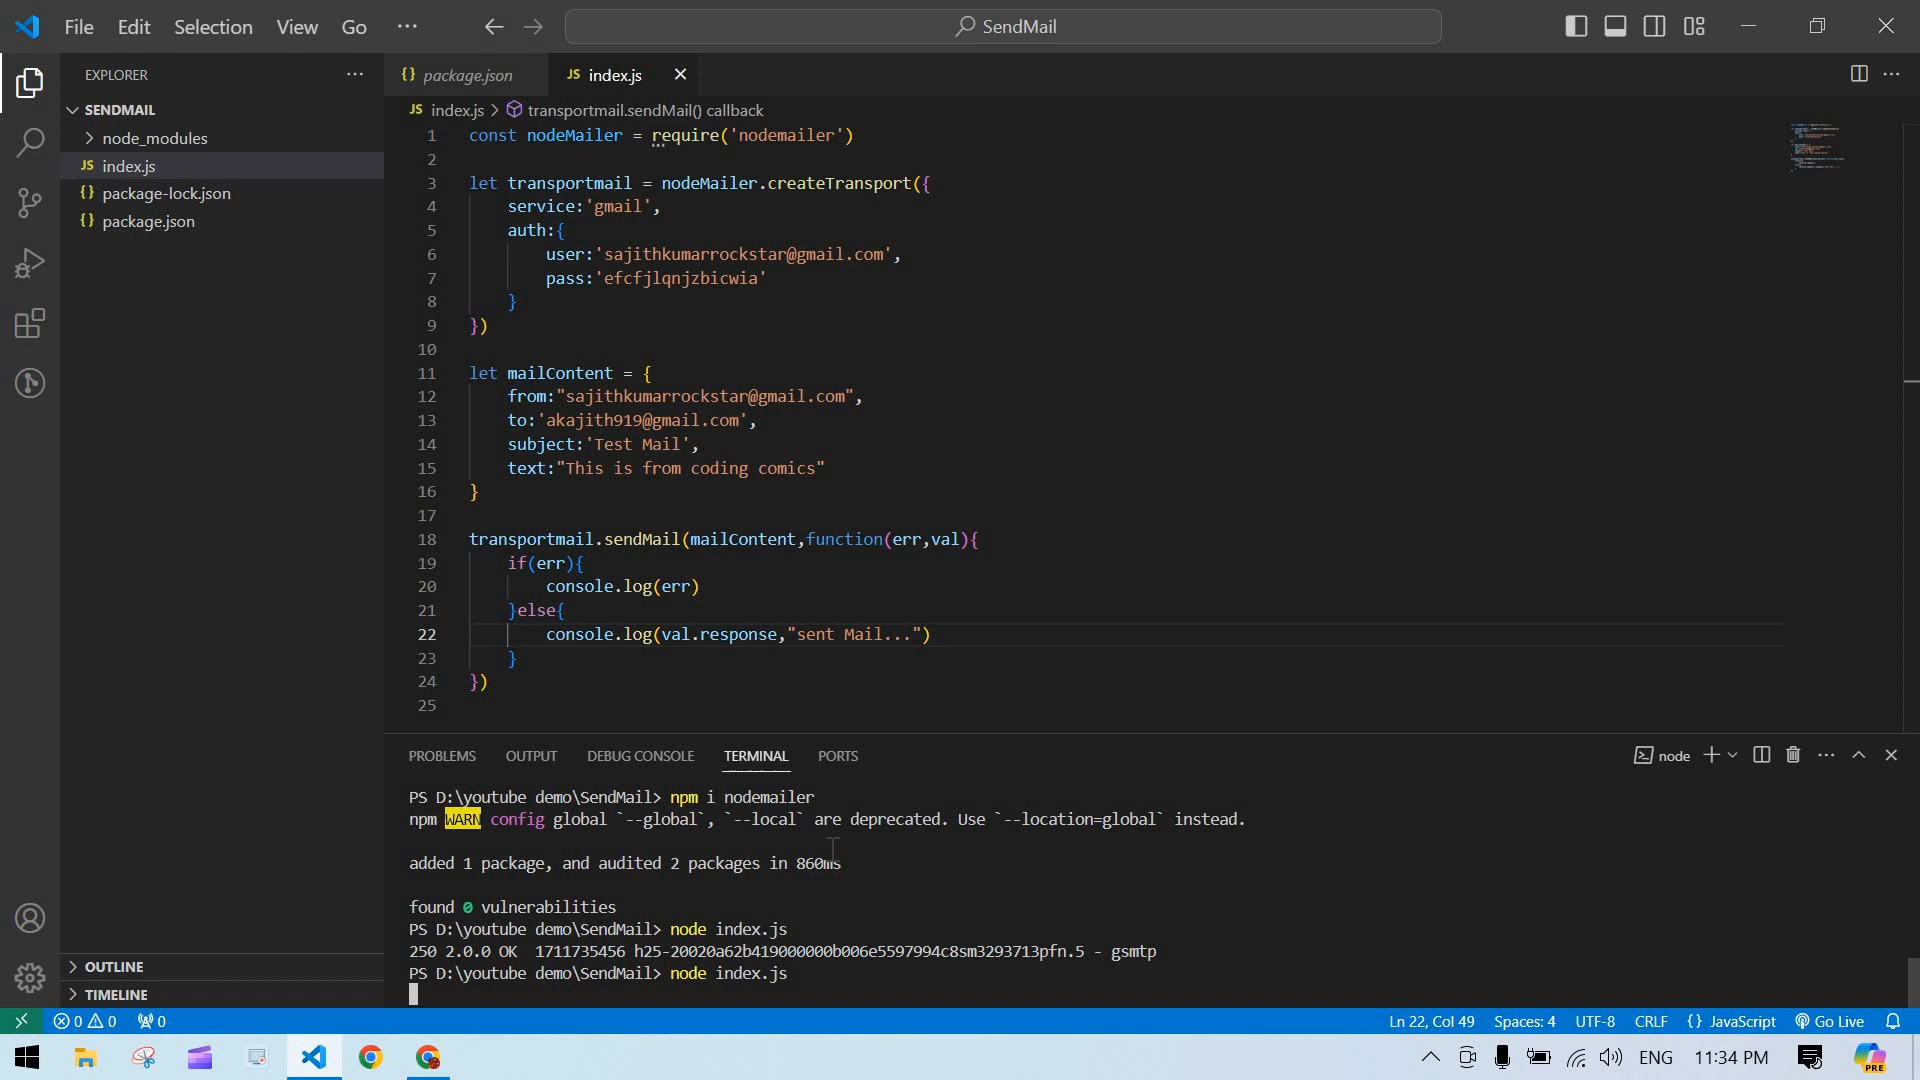 File Edit Selection View Go ··· SendMail
EXPLORER ···
SENDMAIL
node_modules
JS index.js
{} package-lock.json
{} package.json
OUTLINE
TIMELINE
{} package.json JS index.js
JS index.js > transportmail.sendMail() callback
1 const nodeMailer = require('nodemailer')
2
3 let transportmail = nodeMailer.createTransport({
4 service:'gmail',
5 auth:{
6 user:'sajithkumarrockstar@gmail.com',
7 pass:'efcfjlqnjzbicwia'
8 }
9 })
10
11 let mailContent = {
12 from:"sajithkumarrockstar@gmail.com",
13 to:'akajith919@gmail.com',
14 subject:'Test Mail',
15 text:"This is from coding comics"
16 }
17
18 transportmail.sendMail(mailContent,function(err,val){
19 if(err){
20 console.log(err)
21 }else{
22 console.log(val.response,"sent Mail...")
23 }
24 })
25
PROBLEMS OUTPUT DEBUG CONSOLE TERMINAL PORTS node
PS D:\youtube demo\SendMail> npm i nodemailer
npm WARN config global `--global`, `--local` are deprecated. Use `--location=global` instead.
added 1 package, and audited 2 packages in 860ms
found 0 vulnerabilities
PS D:\youtube demo\SendMail> node index.js
250 2.0.0 OK  1711735456 h25-20020a62b419000000b006e5597994c8sm3293713pfn.5 - gsmtp
PS D:\youtube demo\SendMail> node index.js
0 0 0 Ln 22, Col 49 Spaces: 4 UTF-8 CRLF {} JavaScript Go Live
ENG 11:34 PM PRE